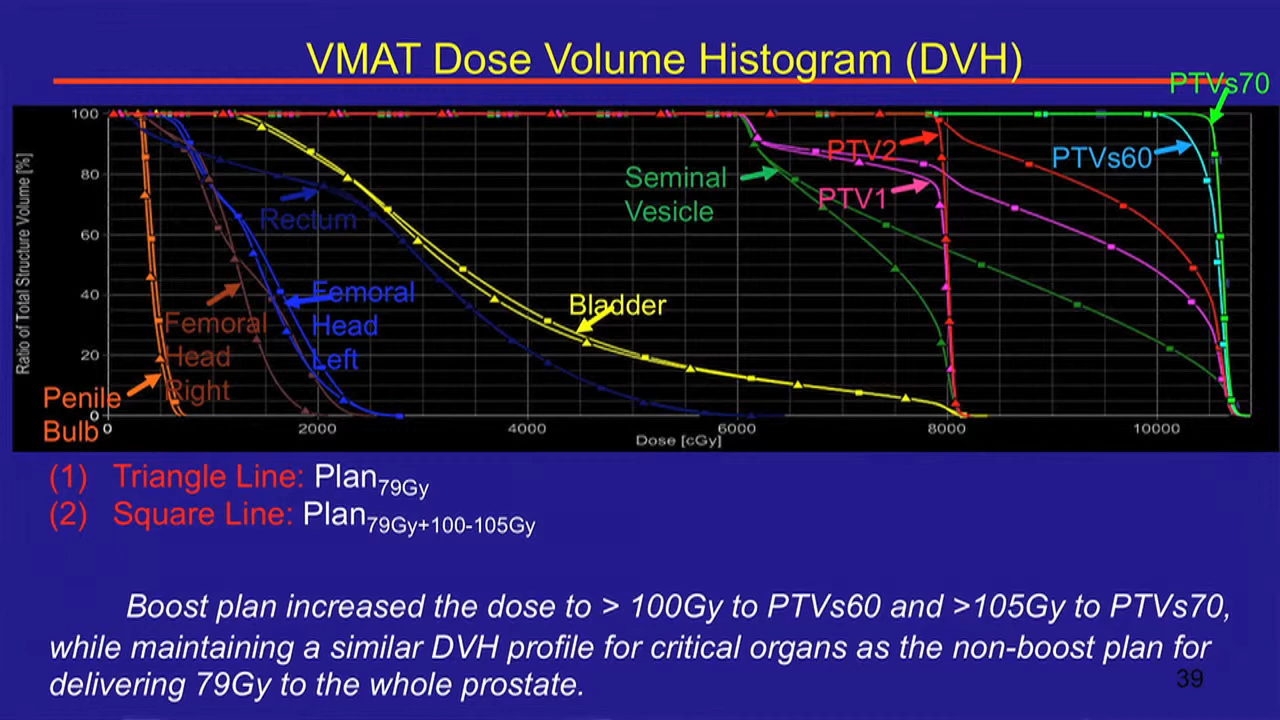 VMAT Dose Volume Histogram (DVH)
PTVs70
Ratio of Total Structure Volume [%]
100
80
60
40
20
0
PTV2
PTVs60
Seminal
Vesicle
PTV1
Rectum
Femoral
Head
Left
Bladder
Femoral
Head
Right
Penile
Bulb
0
2000
4000
6000
8000
10000
Dose [cGy]
(1) Triangle Line: Plan79Gy
(2) Square Line: Plan79Gy+100-105Gy
Boost plan increased the dose to > 100Gy to PTVs60 and >105Gy to PTVs70,
while maintaining a similar DVH profile for critical organs as the non-boost plan for
delivering 79Gy to the whole prostate.
39